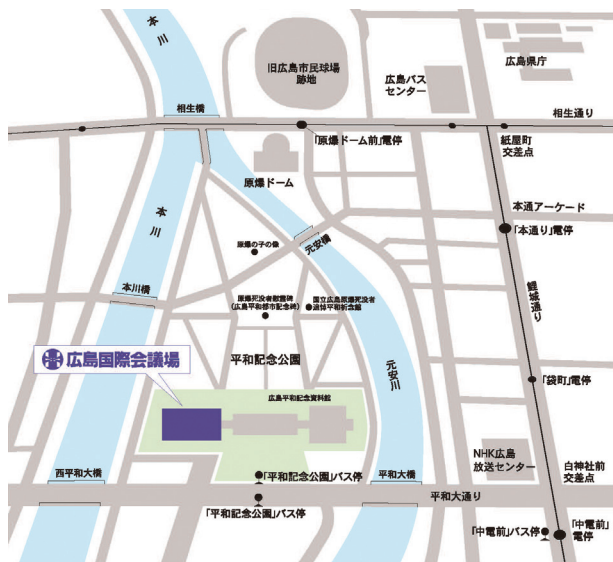 本川
旧広島市民球場
跡地
広島バス
センター
広島県庁
相生橋
相生通り
「原爆ドーム前」電停
紙屋町
交差点
原爆ドーム
本川
本通アーケード
「本通り」電停
原爆の子の像
元安橋
本川橋
原爆死没者慰霊碑
(広島平和都市記念碑)
国立広島原爆死没者
追悼平和祈念館
鯉城通り
平和記念公園
広島国際会議場
元安川
「袋町」電停
広島平和記念資料館
NHK広島
放送センター
白神社前
交差点
西平和大橋
「平和記念公園」バス停
平和大橋
平和大通り
「平和記念公園」バス停
「中電前」バス停
「中電前」
電停